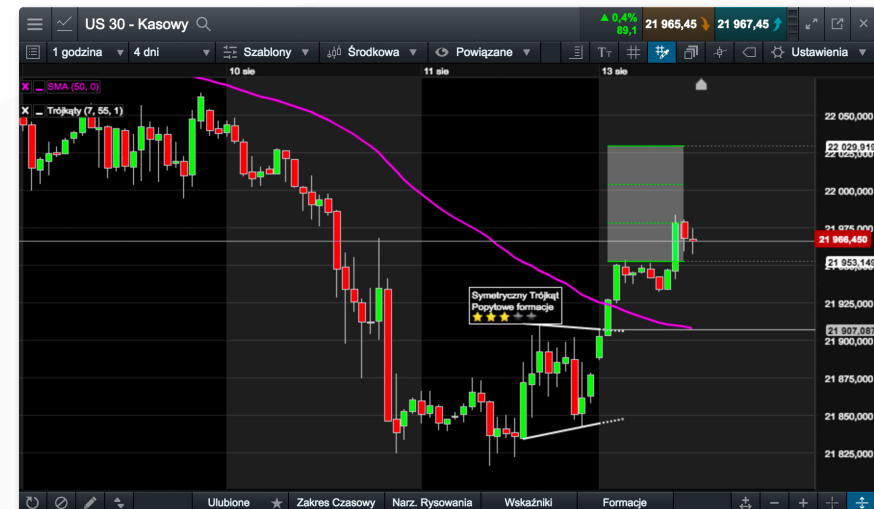 US 30 - Kasowy
▲ 0,4%
89,1
21 965,45
21 967,45
1 godzina
4 dni
Szablony
Środkowa
Powiązane
Ustawienia
10 sie
11 sie
13 sie
SMA (50, 0)
Trójkąty (7, 55, 1)
22 050,000
22 029,919
22 025,000
22 000,000
21 975,000
21 966,450
21 953,149
21 925,000
21 907,087
21 900,000
21 875,000
21 850,000
21 825,000
Symetryczny Trójkąt
Popytowe formacje
Ulubione
Zakres Czasowy
Narz. Rysowania
Wskaźniki
Formacje